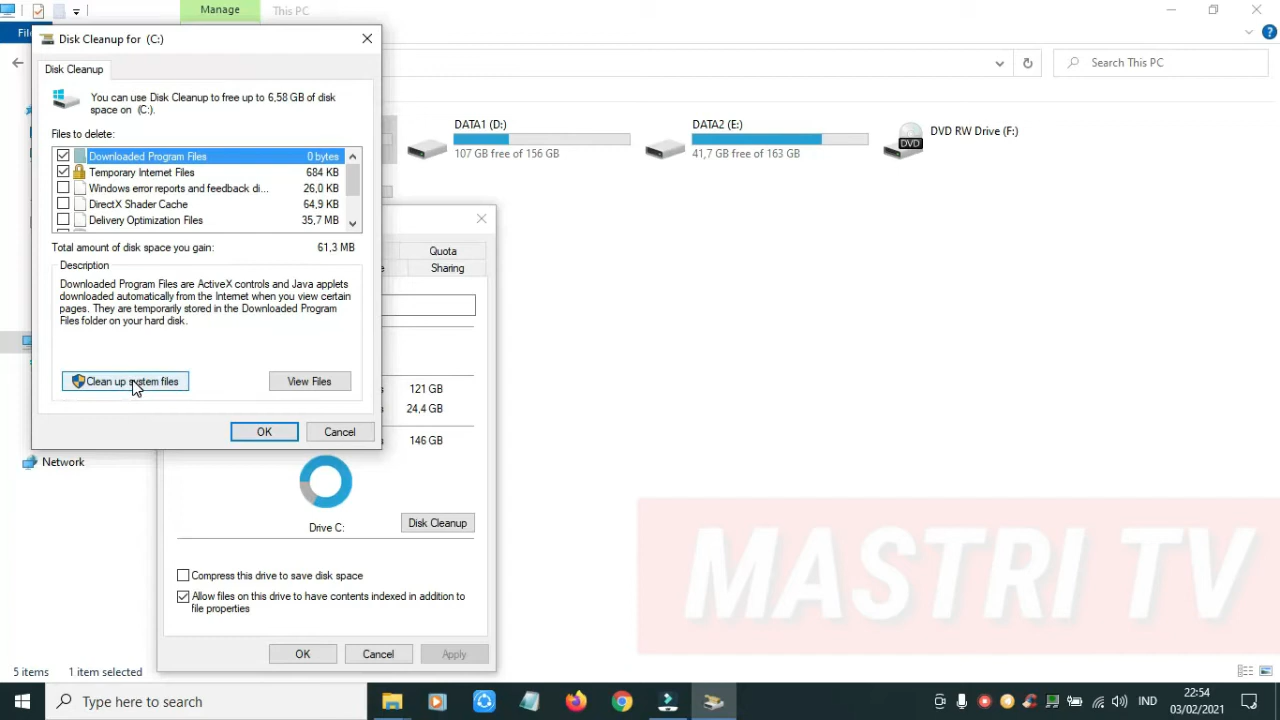 Manage
This PC
Fil
Disk Cleanup for (C:)
Disk Cleanup
You can use Disk Cleanup to free up to 6,58 GB of disk
space on (C:).
Files to delete:
Downloaded Program Files 0 bytes
Temporary Internet Files 684 KB
Windows error reports and feedback di... 26,0 KB
DirectX Shader Cache 64,9 KB
Delivery Optimization Files 35,7 MB
Total amount of disk space you gain: 61,3 MB
Description
Downloaded Program Files are ActiveX controls and Java applets
downloaded automatically from the Internet when you view certain
pages. They are temporarily stored in the Downloaded Program
Files folder on your hard disk.
Clean up system files
View Files
OK
Cancel
Search This PC
DATA1 (D:)
107 GB free of 156 GB
DATA2 (E:)
41,7 GB free of 163 GB
DVD RW Drive (F:)
DVD
Quota
Sharing
121 GB
24,4 GB
146 GB
Drive C:
Disk Cleanup
Compress this drive to save disk space
Allow files on this drive to have contents indexed in addition to
file properties
OK
Cancel
Apply
Network
MASTRI TV
5 items 1 item selected
Type here to search
IND
22:54
03/02/2021